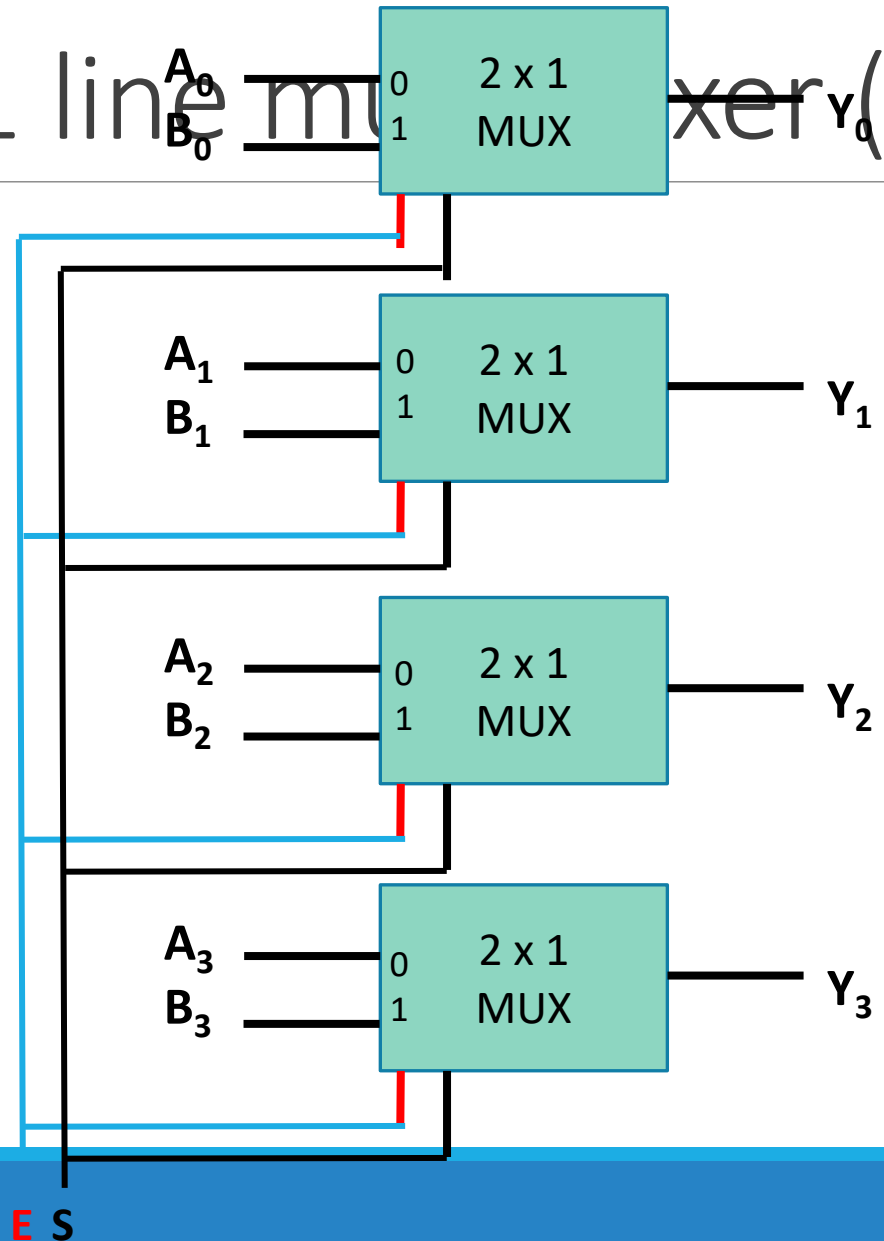 line mu xer (
A₀ 0 2 x 1 Y₀
B₀ 1 MUX
A₁ 0 2 x 1 Y₁
B₁ 1 MUX
A₂ 0 2 x 1 Y₂
B₂ 1 MUX
A₃ 0 2 x 1 Y₃
B₃ 1 MUX
E S